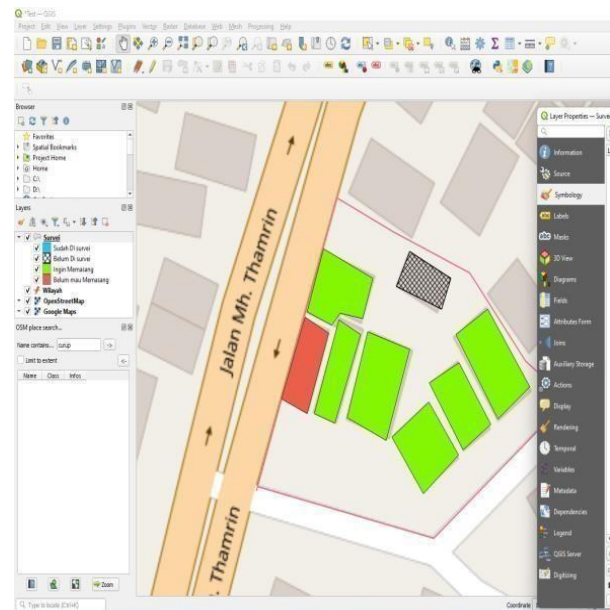 *Test — QGIS
Project Edit View Layer Settings Plugins Vector Raster Database Web Mesh Processing Help
Browser
Favorites
Spatial Bookmarks
Project Home
Home
C:\
D:\
Layers
Survei
Sudah DI survei
Belum Di survei
Ingin Memasang
Belum mau Memasang
Wilayah
OpenStreetMap
Google Maps
OSM place search...
Name contains... curup
Limit to extent
Name Class Infos
Zoom
Type to locate (Ctrl+K)
Coordinate
Jalan Mh. Thamrin
Thamrin
Layer Properties — Survei
Information
Source
Symbology
Labels
Masks
3D View
Diagrams
Fields
Attributes Form
Joins
Auxiliary Storage
Actions
Display
Rendering
Temporal
Variables
Metadata
Dependencies
Legend
QGIS Server
Digitizing